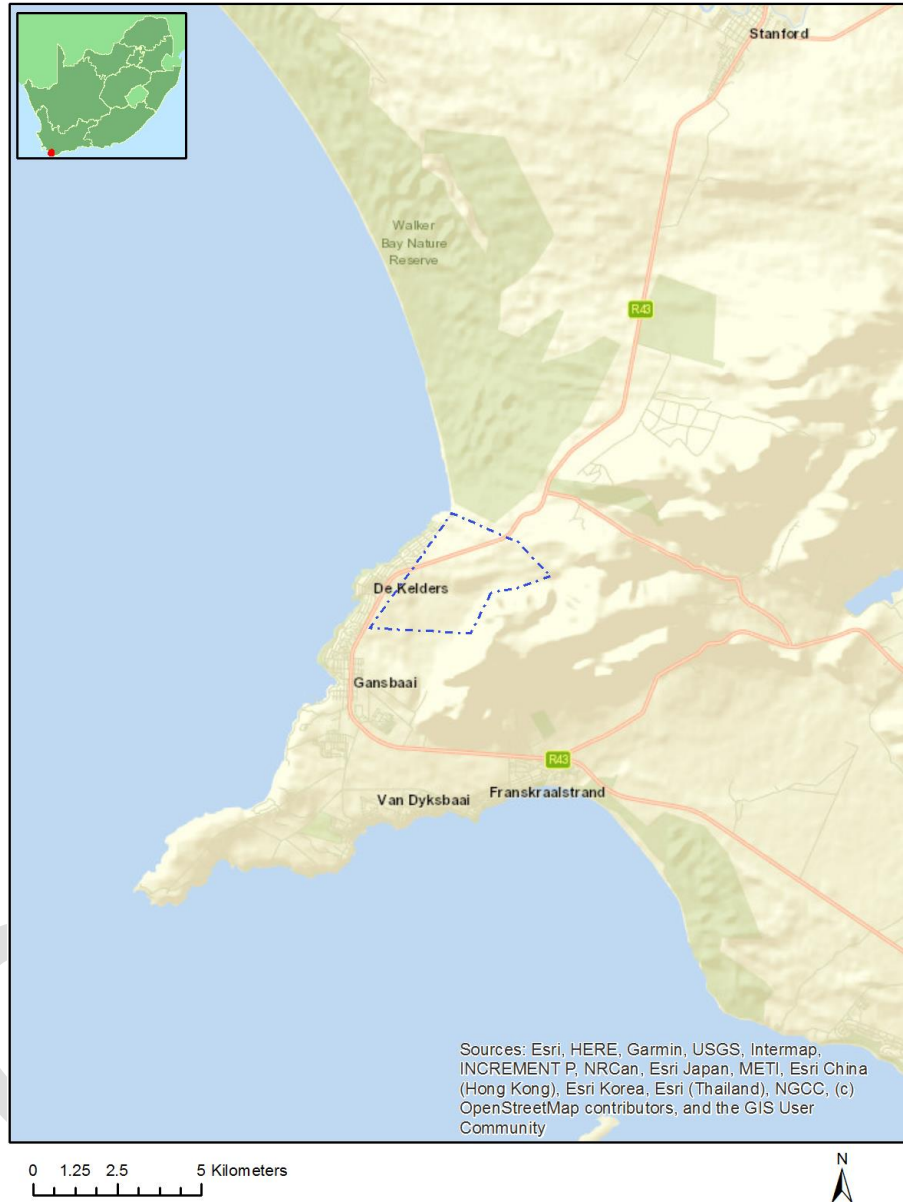 Stanford
Walker
Bay Nature
Reserve
R43
De Kelders
Gansbaai
R43
Van Dyksbaai
Franskraalstrand
Sources: Esri, HERE, Garmin, USGS, Intermap,
INCREMENT P, NRCan, Esri Japan, METI, Esri China
(Hong Kong), Esri Korea, Esri (Thailand), NGCC, (c)
OpenStreetMap contributors, and the GIS User
Community
0 1.25 2.5 5 Kilometers
N